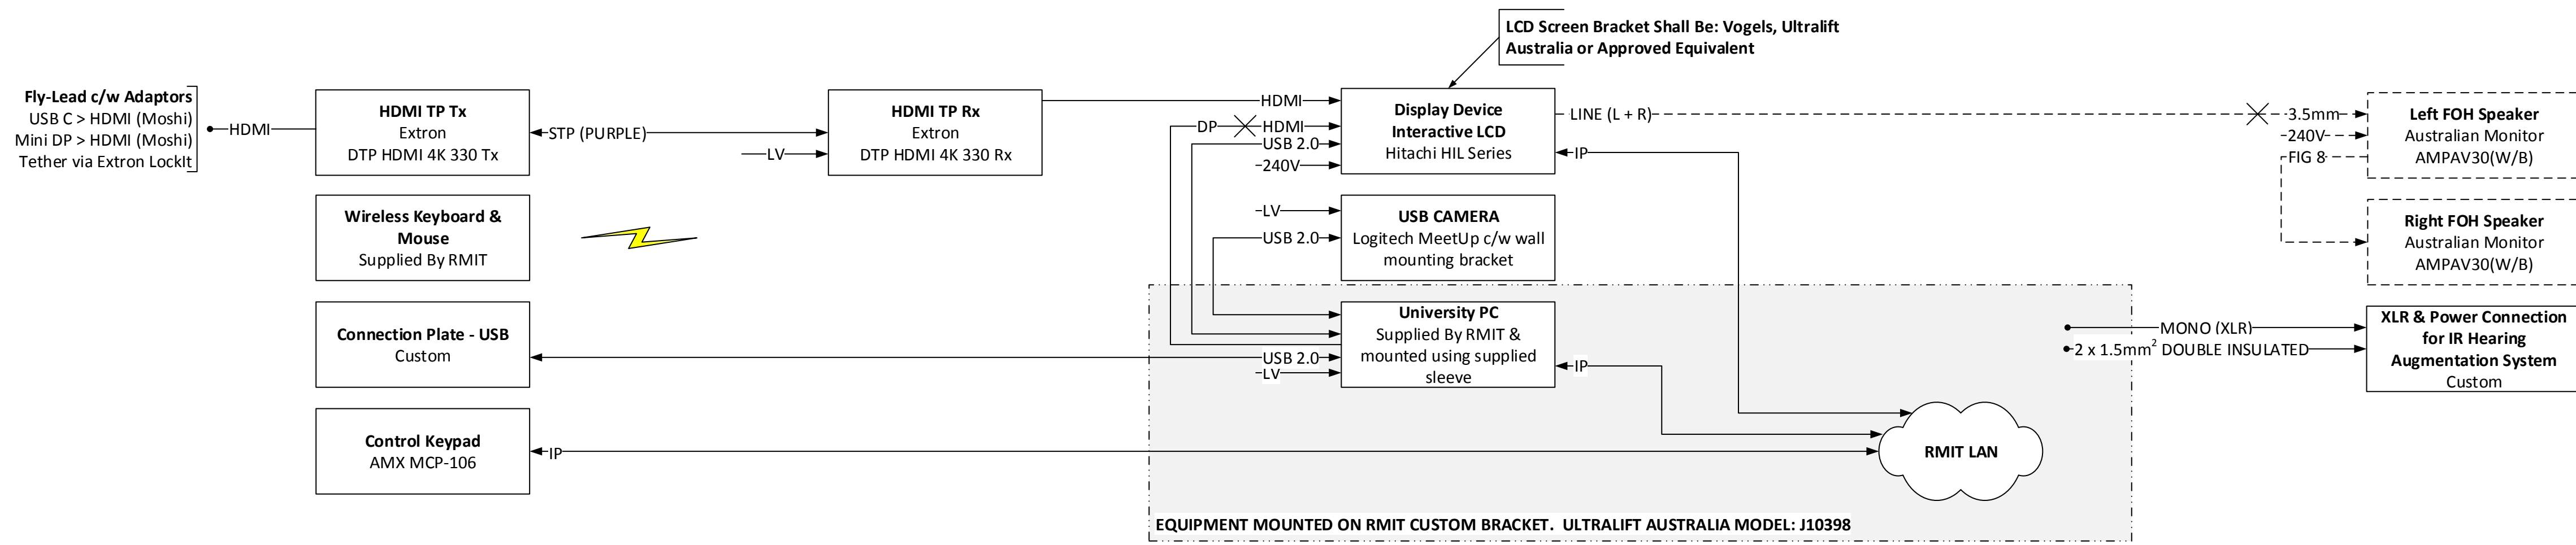 LCD Screen Bracket Shall Be: Vogels, Ultralift
Australia or Approved Equivalent
Fly-Lead c/w Adaptors
USB C > HDMI (Moshi)
Mini DP > HDMI (Moshi)
Tether via Extron LockIt
HDMI
HDMI TP Tx
Extron
DTP HDMI 4K 330 Tx
STP (PURPLE)
LV
HDMI TP Rx
Extron
DTP HDMI 4K 330 Rx
HDMI
DP
HDMI
USB 2.0
240V
Display Device
Interactive LCD
Hitachi HIL Series
LINE (L + R)
IP
3.5mm
240V
FIG 8
Left FOH Speaker
Australian Monitor
AMPAV30(W/B)
Wireless Keyboard &
Mouse
Supplied By RMIT
LV
USB 2.0
USB CAMERA
Logitech MeetUp c/w wall
mounting bracket
Right FOH Speaker
Australian Monitor
AMPAV30(W/B)
Connection Plate - USB
Custom
USB 2.0
LV
University PC
Supplied By RMIT &
mounted using supplied
sleeve
IP
MONO (XLR)
2 x 1.5mm² DOUBLE INSULATED
XLR & Power Connection
for IR Hearing
Augmentation System
Custom
Control Keypad
AMX MCP-106
IP
RMIT LAN
EQUIPMENT MOUNTED ON RMIT CUSTOM BRACKET. ULTRALIFT AUSTRALIA MODEL: J10398